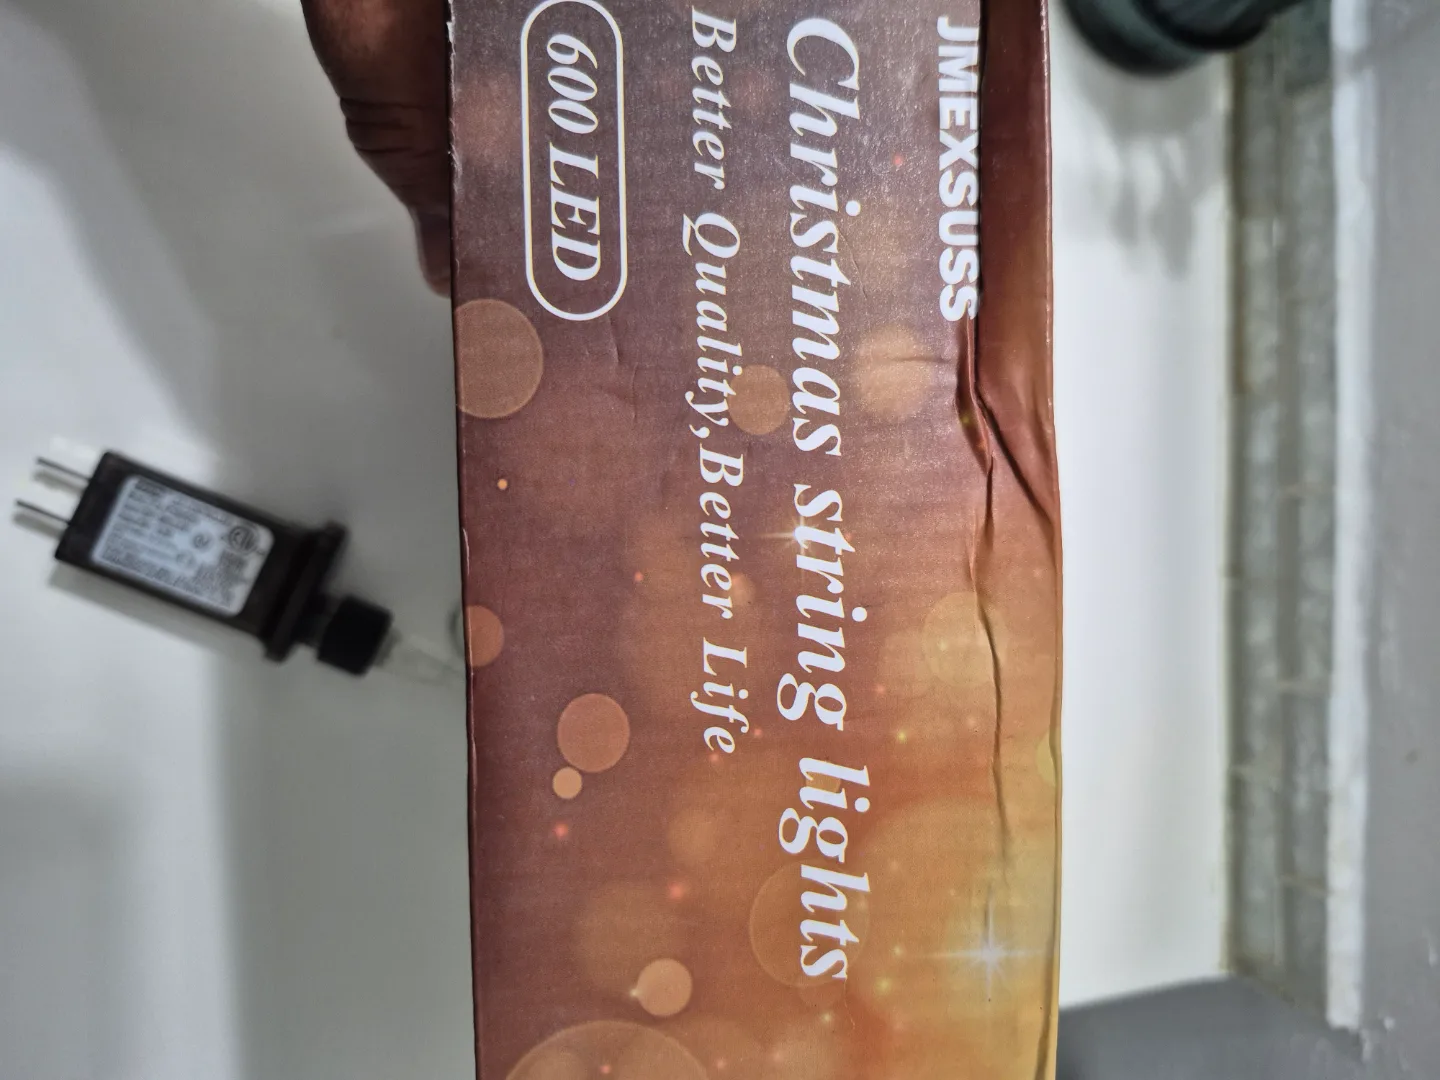 JMEXSUSS
Christmas string lights
Better Quality,Better Life
600 LED